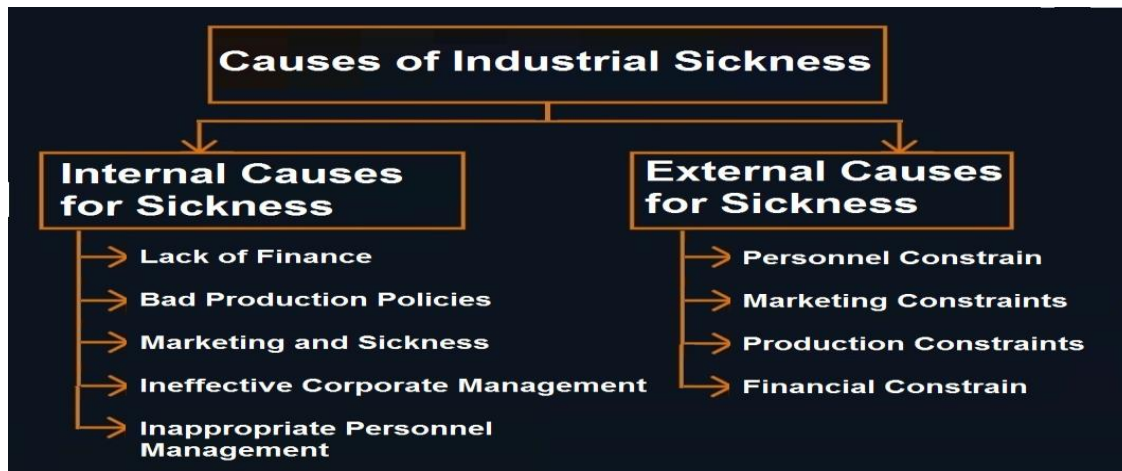 Causes of Industrial Sickness
Internal Causes
for Sickness
Lack of Finance
Bad Production Policies
Marketing and Sickness
Ineffective Corporate Management
Inappropriate Personnel
Management
External Causes
for Sickness
Personnel Constrain
Marketing Constraints
Production Constraints
Financial Constrain